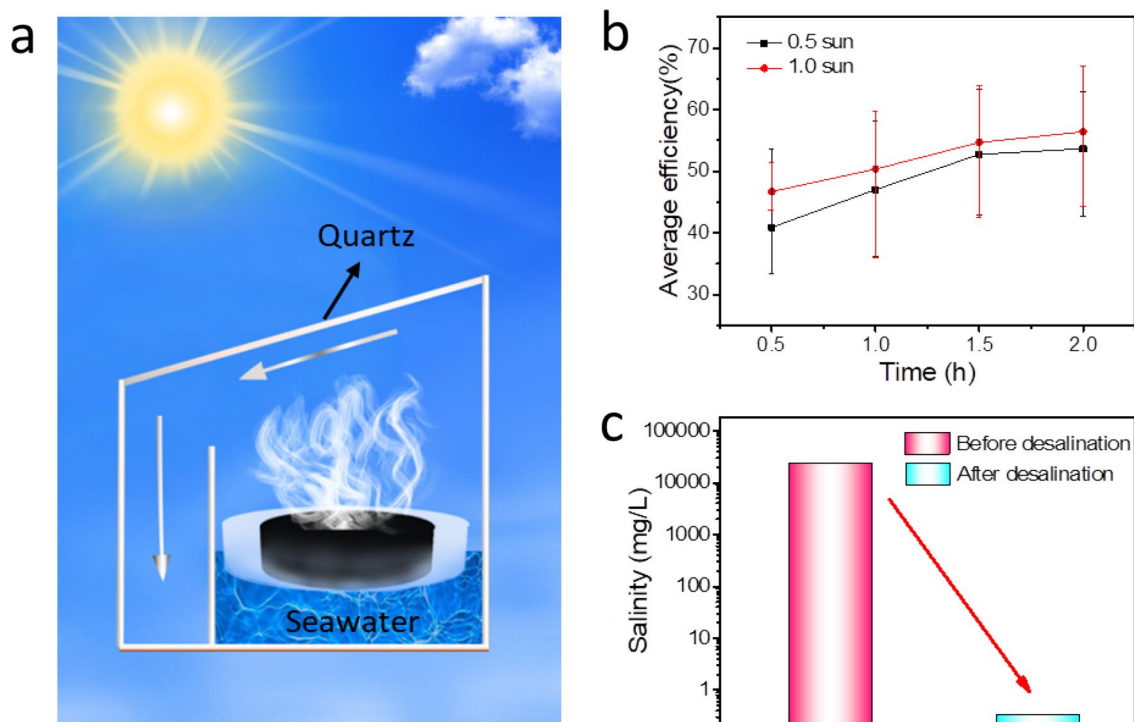 a
Quartz
Seawater
b
0.5 sun
1.0 sun
Average efficiency(%)
70
60
50
40
30
0.5 1.0 1.5 2.0
Time (h)
c
Before desalination
After desalination
Salinity (mg/L)
100000
10000
1000
100
10
1